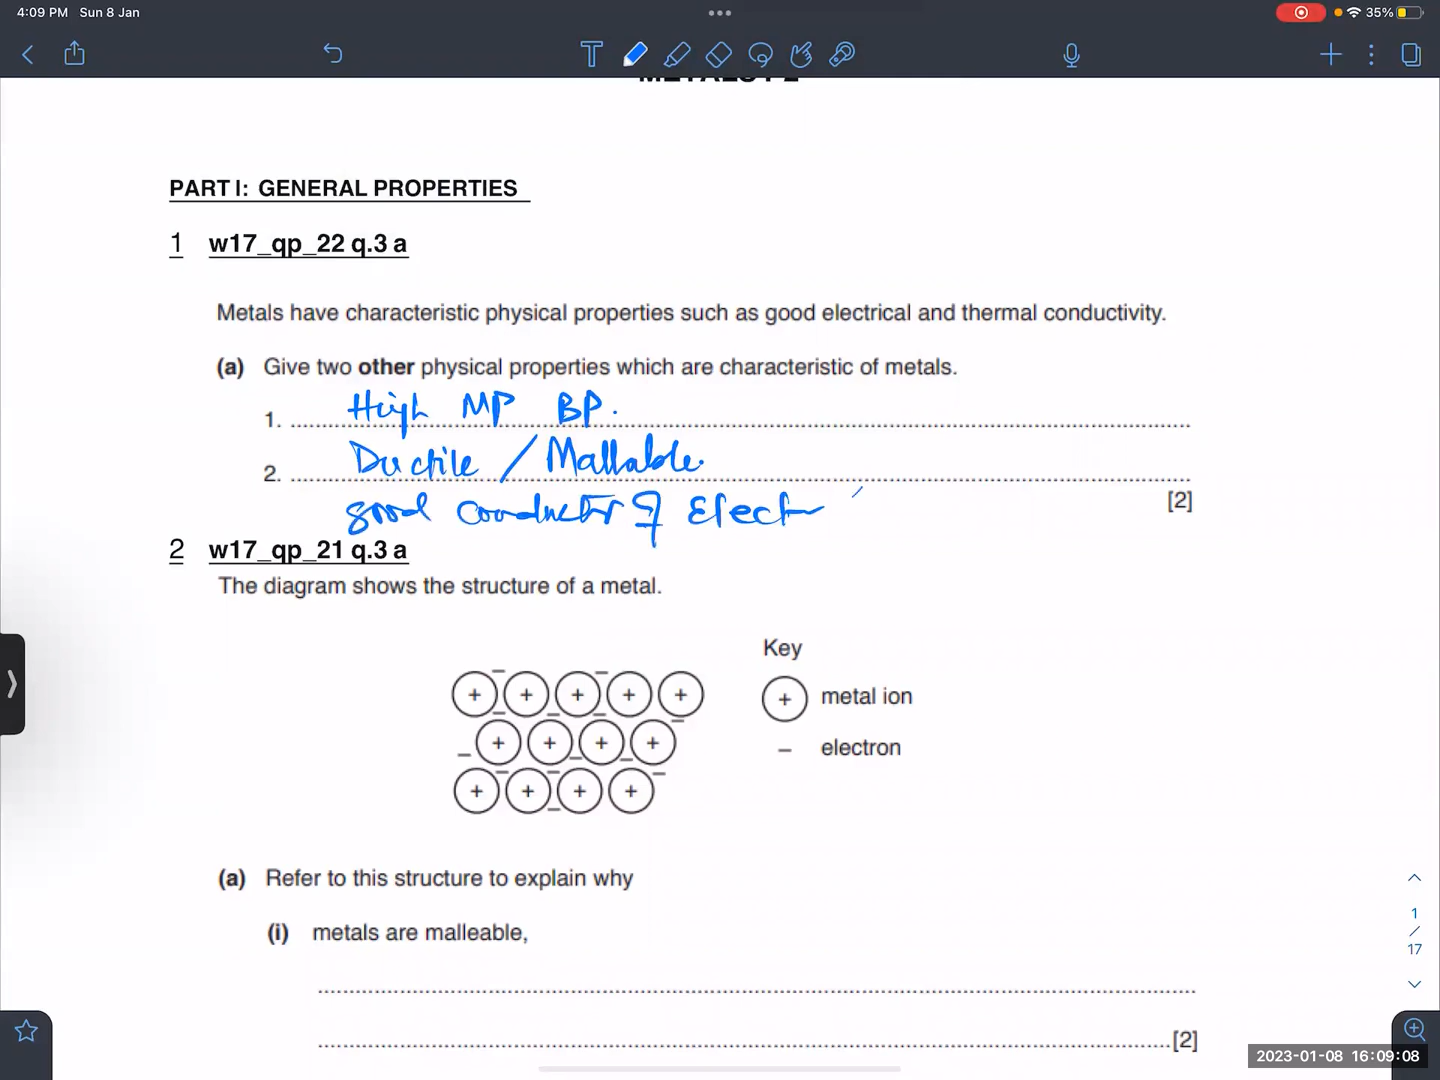 4:09 PM Sun 8 Jan
35%
PART I: GENERAL PROPERTIES
1 w17_qp_22 q.3 a
Metals have characteristic physical properties such as good electrical and thermal conductivity.
(a) Give two other physical properties which are characteristic of metals.
1. High MP BP.
2. Ductile / Mallable.
good conductor of Elect
[2]
2 w17_qp_21 q.3 a
The diagram shows the structure of a metal.
Key
+ metal ion
− electron
(a) Refer to this structure to explain why
(i) metals are malleable,
[2]
1
/
17
2023-01-08 16:09:08